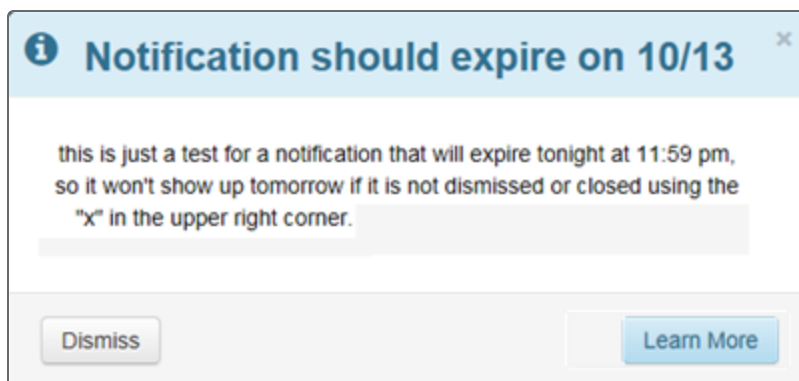 Notification should expire on 10/13
×
this is just a test for a notification that will expire tonight at 11:59 pm,
so it won't show up tomorrow if it is not dismissed or closed using the
"x" in the upper right corner.
Dismiss
Learn More